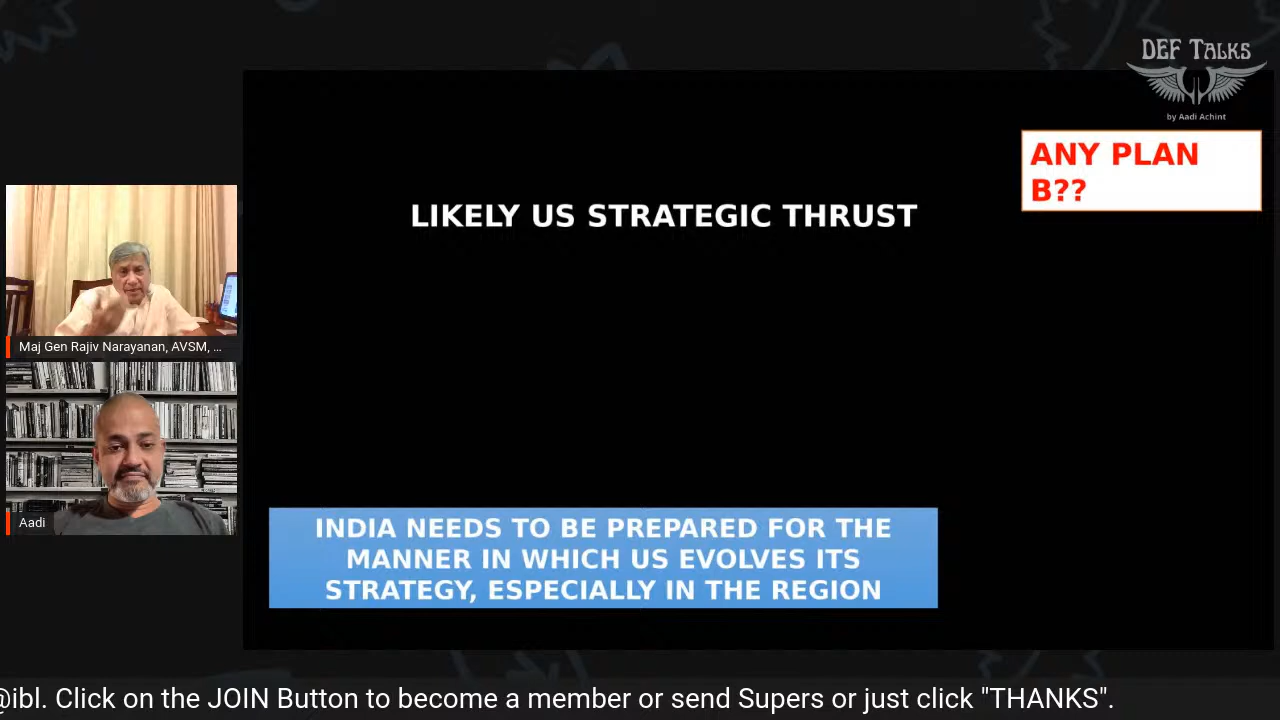 DEF TALKS
by Aadi Achint
ANY PLAN
B??
LIKELY US STRATEGIC THRUST
Maj Gen Rajiv Narayanan, AVSM, ...
Aadi
INDIA NEEDS TO BE PREPARED FOR THE
MANNER IN WHICH US EVOLVES ITS
STRATEGY, ESPECIALLY IN THE REGION
@ibl. Click on the JOIN Button to become a member or send Supers or just click "THANKS".